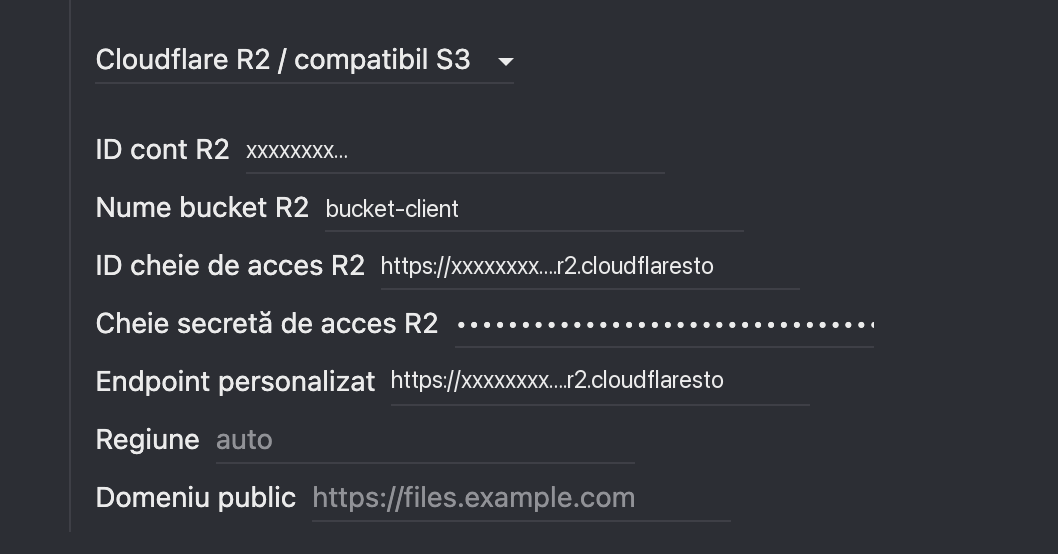 Cloudflare R2 / compatibil S3
ID cont R2 xxxxxxxx...
Nume bucket R2 bucket-client
ID cheie de acces R2 https://xxxxxxxx....r2.cloudflaresto
Cheie secretă de acces R2 ••••••••••••••••••••••••••••••••
Endpoint personalizat https://xxxxxxxx....r2.cloudflaresto
Regiune auto
Domeniu public https://files.example.com